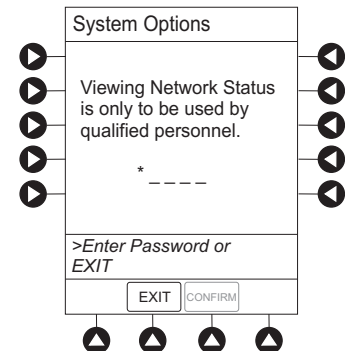 System Options
Viewing Network Status
is only to be used by
qualified personnel.
* _ _ _ _
>Enter Password or
EXIT
EXIT CONFIRM